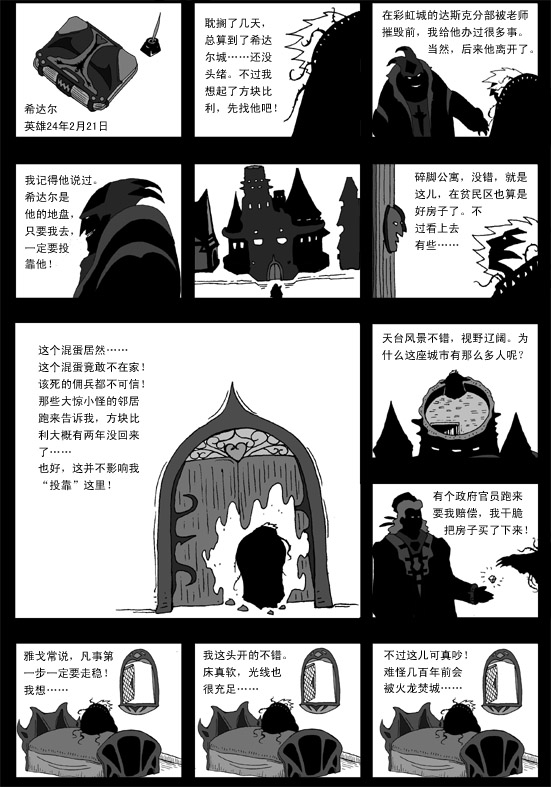 希达尔
英雄24年2月21日
耽搁了几天，
总算到了希达
尔城……还没
头绪。不过我
想起了方块比
利，先找他吧！
在彩虹城的达斯克分部被老师
摧毁前，我给他办过很多事。
当然，后来他离开了。
我记得他说过。
希达尔是
他的地盘，
只要我去，
一定要投
靠他！
碎脚公寓，没错，就是
这儿，在贫民区也算是
好房子了。不
过看上去
有些……
这个混蛋居然……
这个混蛋竟敢不在家！
该死的佣兵都不可信！
那些大惊小怪的邻居
跑来告诉我，方块比
利大概有两年没回来
了……
也好，这并不影响我
“投靠”这里！
天台风景不错，视野辽阔。为
什么这座城市有那么多人呢？
有个政府官员跑来
要我赔偿，我干脆
把房子买了下来！
雅戈常说，凡事第
一步一定要走稳！
我想……
我这头开的不错。
床真软，光线也
很充足……
不过这儿可真吵！
难怪几百年前会
被火龙焚城……